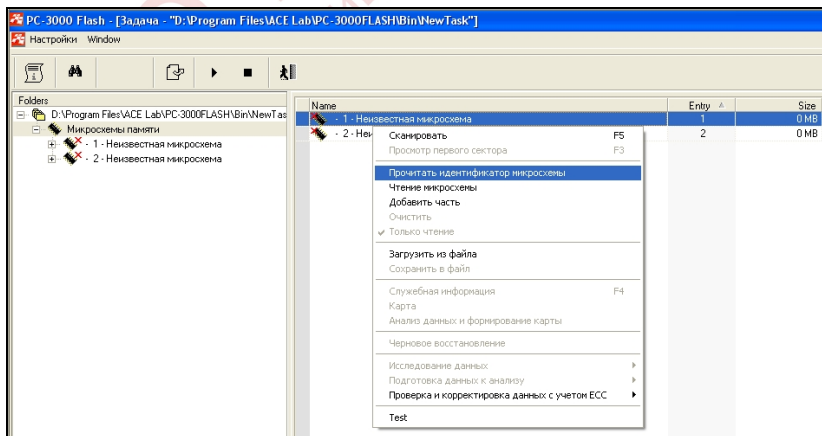 PC-3000 Flash - [Задача - "D:\Program Files\ACE Lab\PC-3000FLASH\Bin\NewTask"]
Настройки Window
Folders
D:\Program Files\ACE Lab\PC-3000FLASH\Bin\NewTas
Микросхемы памяти
- 1 - Неизвестная микросхема
- 2 - Неизвестная микросхема
Name Entry Size
- 1 - Неизвестная микросхема 1 0 MB
- 2 - Неи 2 0 MB
Сканировать F5
Просмотр первого сектора F3
Прочитать идентификатор микросхемы
Чтение микросхемы
Добавить часть
Очистить
Только чтение
Загрузить из файла
Сохранить в файл
Служебная информация F4
Карта
Анализ данных и формирование карты
Черновое восстановление
Исследование данных
Подготовка данных к анализу
Проверка и корректировка данных с учетом ECC
Test